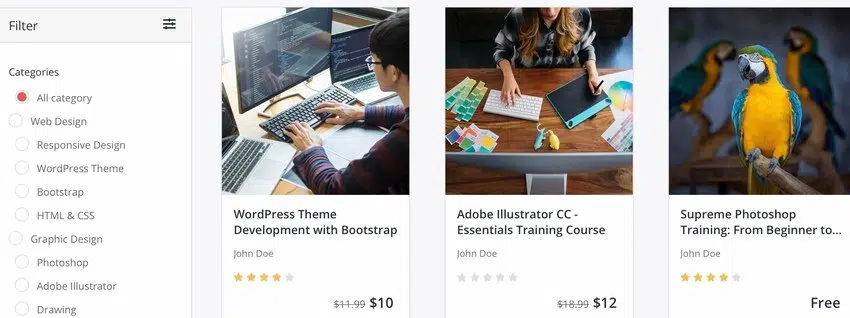 Filter
Categories
All category
Web Design
Responsive Design
WordPress Theme
Bootstrap
HTML & CSS
Graphic Design
Photoshop
Adobe Illustrator
Drawing
WordPress Theme
Development with Bootstrap
John Doe
$11.99 $10
Adobe Illustrator CC -
Essentials Training Course
John Doe
$18.99 $12
Supreme Photoshop
Training: From Beginner to...
John Doe
Free